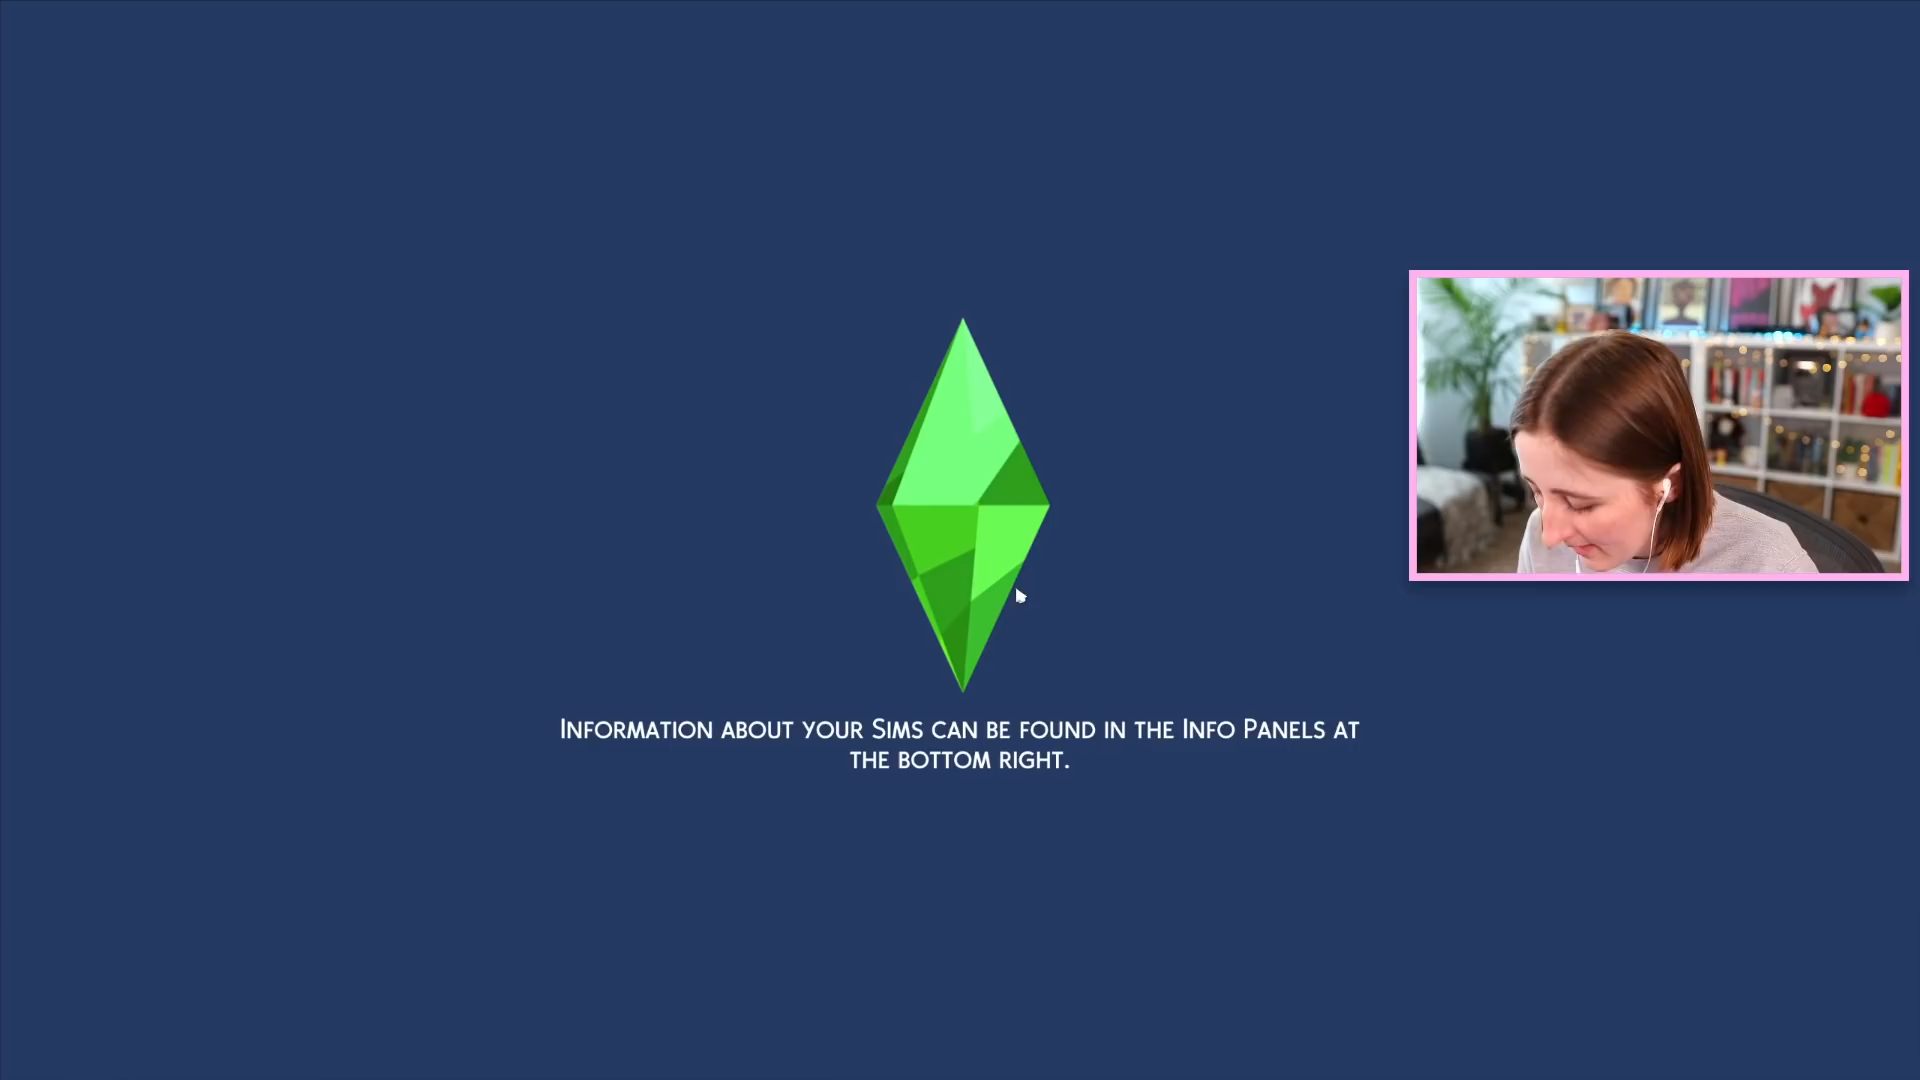 Information about your Sims can be found in the Info Panels at
the bottom right.